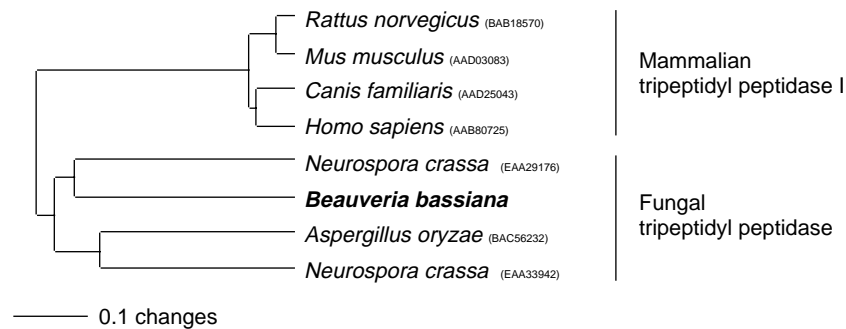 Rattus norvegicus (BAB18570)
Mus musculus (AAD03083)
Canis familiaris (AAD25043)
Homo sapiens (AAB80725)
Mammalian
tripeptidyl peptidase I
Neurospora crassa (EAA29176)
Beauveria bassiana
Aspergillus oryzae (BAC56232)
Neurospora crassa (EAA33942)
Fungal
tripeptidyl peptidase
0.1 changes